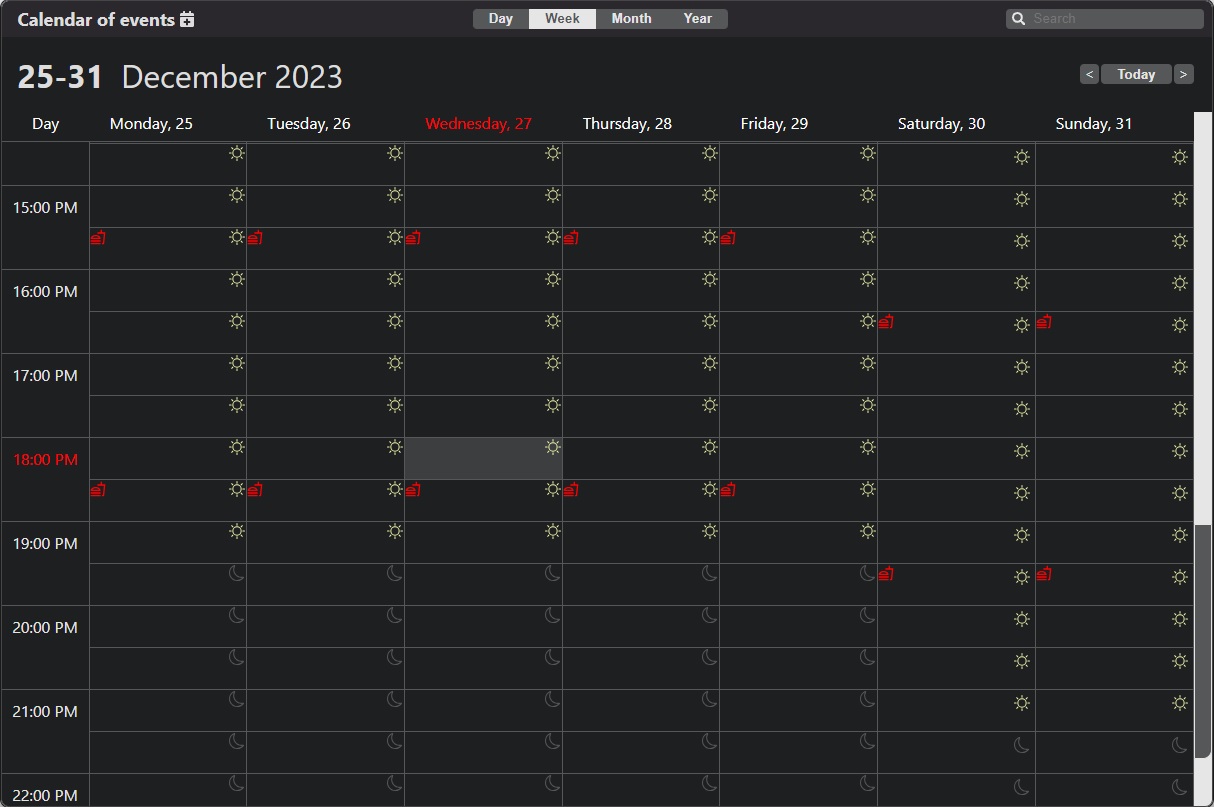 Calendar of events
Day Week Month Year
Search
25-31 December 2023
< Today >
Day Monday, 25 Tuesday, 26 Wednesday, 27 Thursday, 28 Friday, 29 Saturday, 30 Sunday, 31
15:00 PM
16:00 PM
17:00 PM
18:00 PM
19:00 PM
20:00 PM
21:00 PM
22:00 PM